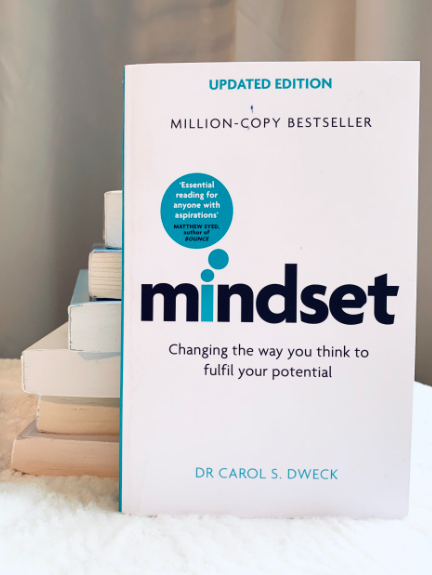 UPDATED EDITION
MILLION-COPY BESTSELLER
'Essential
reading for
anyone with
aspirations'
MATTHEW SYED,
author of
BOUNCE
mindset
Changing the way you think to
fulfil your potential
DR CAROL S. DWECK